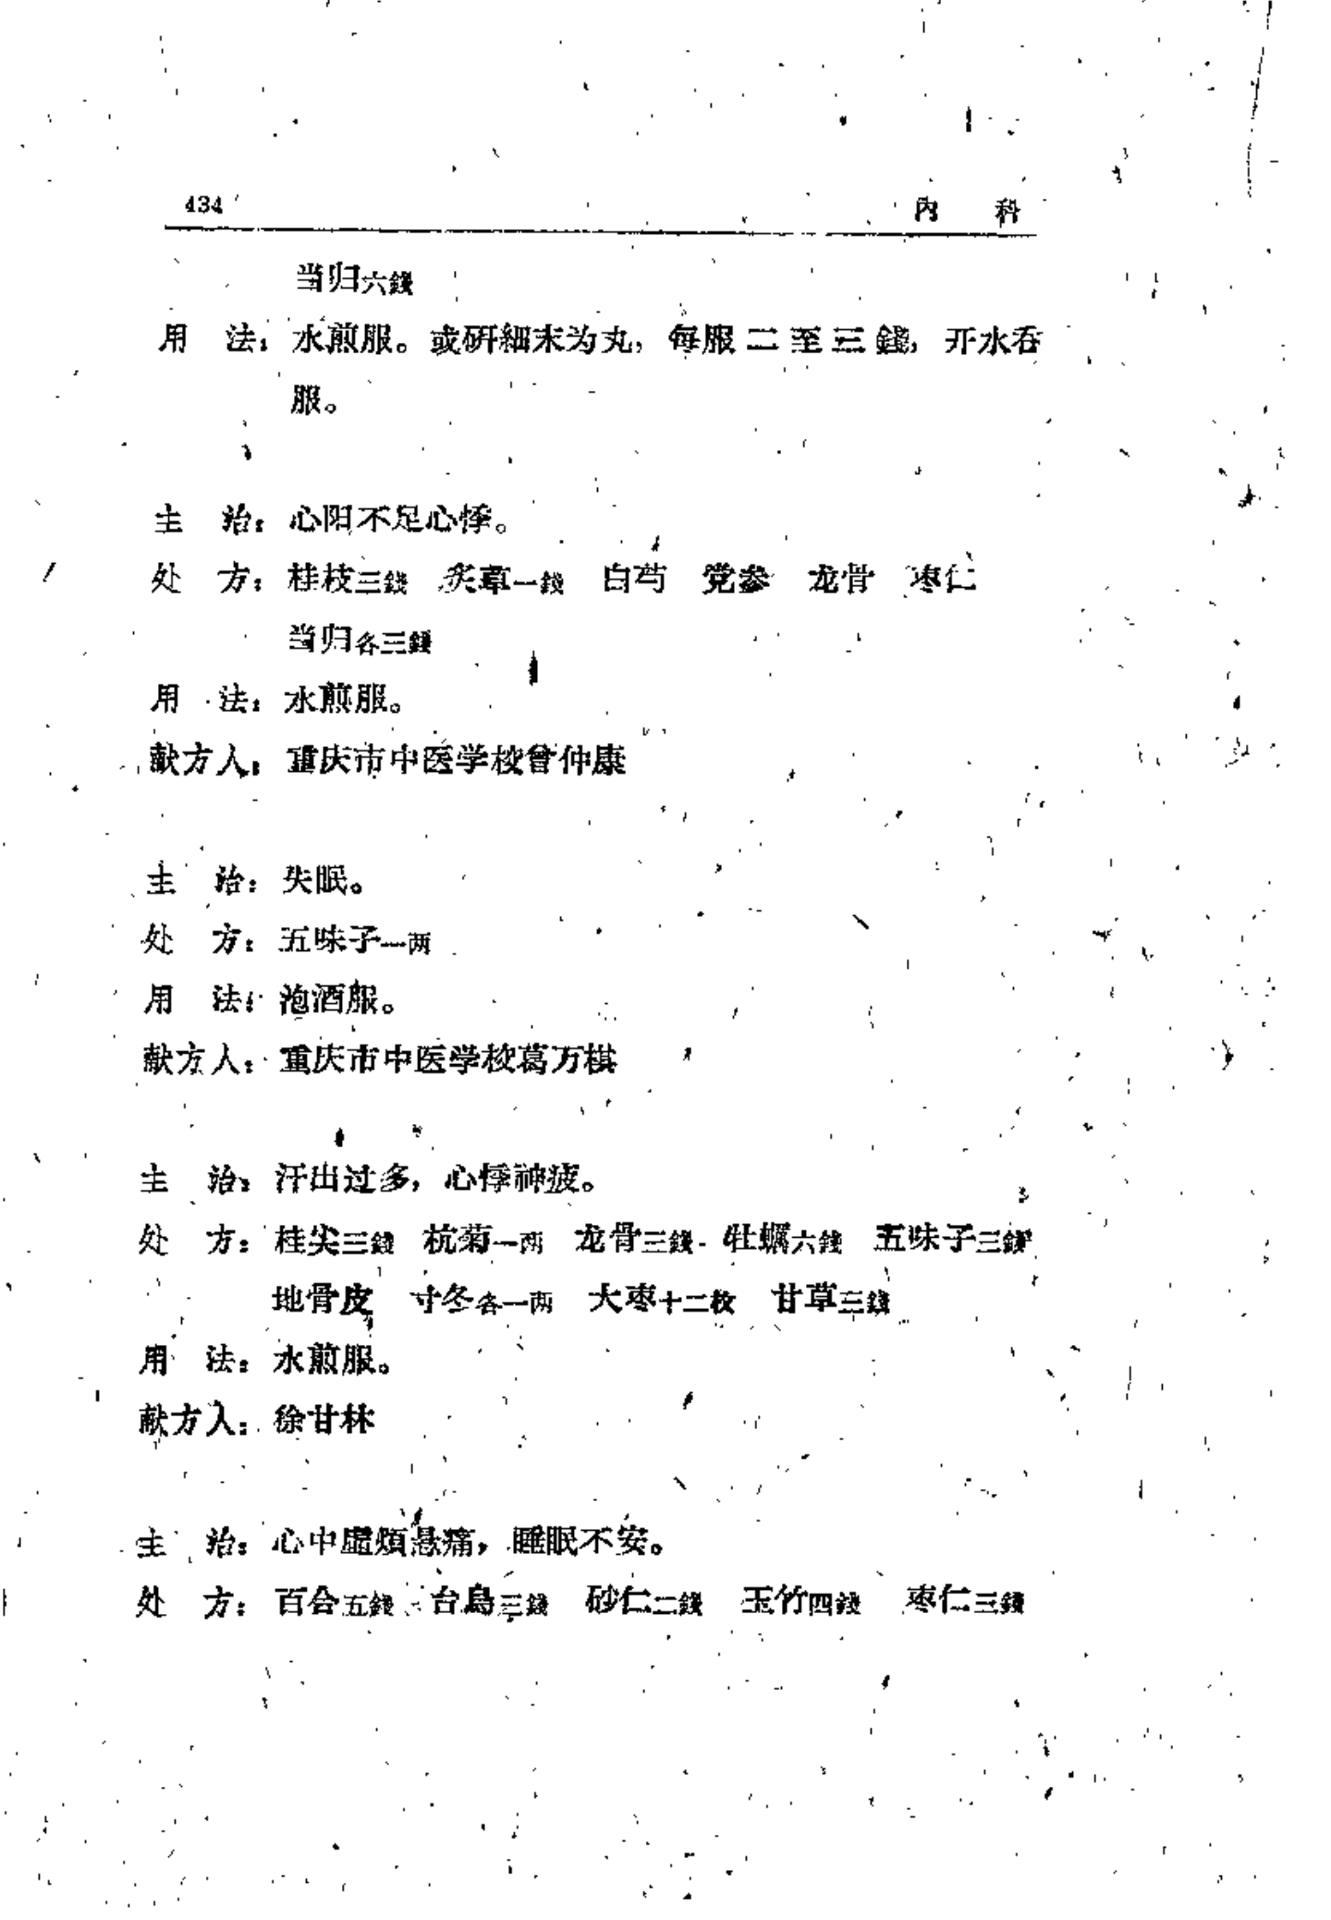 434 内 科
当归六錢
用 法：水煎服。或研細末为丸，每服二至三錢，开水吞
服。
主 治：心阳不足心悸。
处 方：桂枝三錢 炙草一錢 白芍 党参 龙骨 枣仁
当归各三錢
用 法：水煎服。
献方人：重庆市中医学校曾仲康
主 治：失眠。
处 方：五味子一两
用 法：泡酒服。
献方人：重庆市中医学校葛万棋
主 治：汗出过多，心悸神疲。
处 方：桂尖三錢 杭菊一两 龙骨三錢 牡蠣六錢 五味子三錢
地骨皮 寸冬各一两 大枣十二枚 甘草三錢
用 法：水煎服。
献方人：徐甘林
主 治：心中虛煩悬痛，睡眠不安。
处 方：百合五錢 台烏三錢 砂仁二錢 玉竹四錢 枣仁三錢